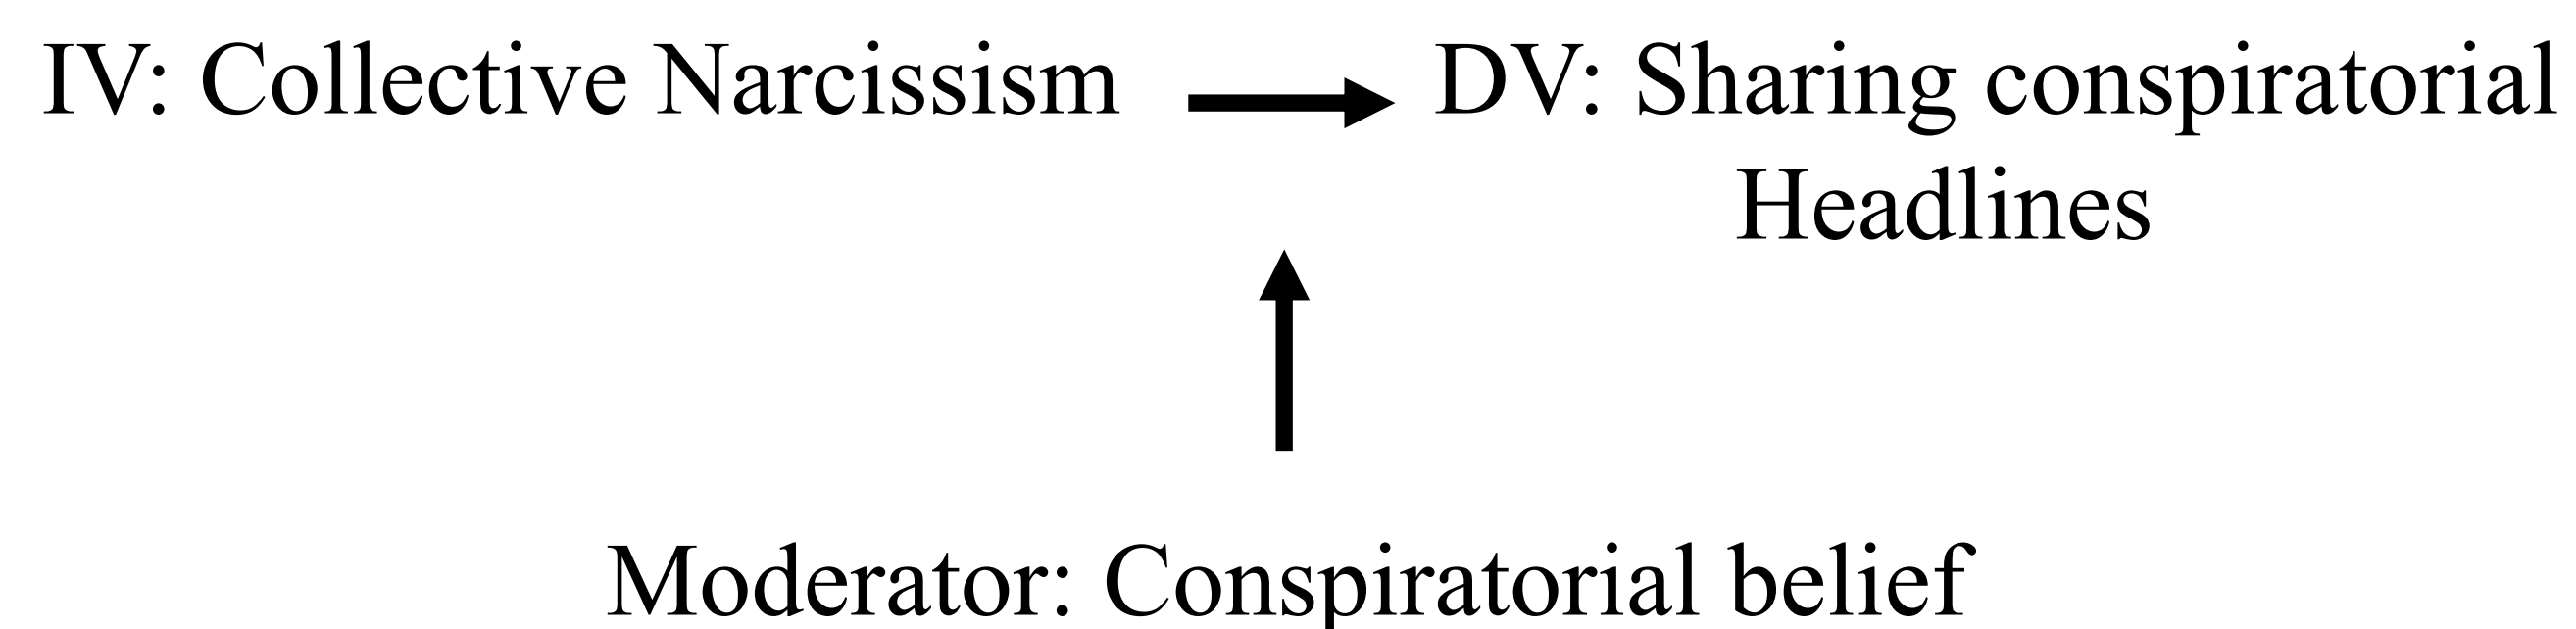 IV: Collective Narcissism
DV: Sharing conspiratorial
Headlines
Moderator: Conspiratorial belief